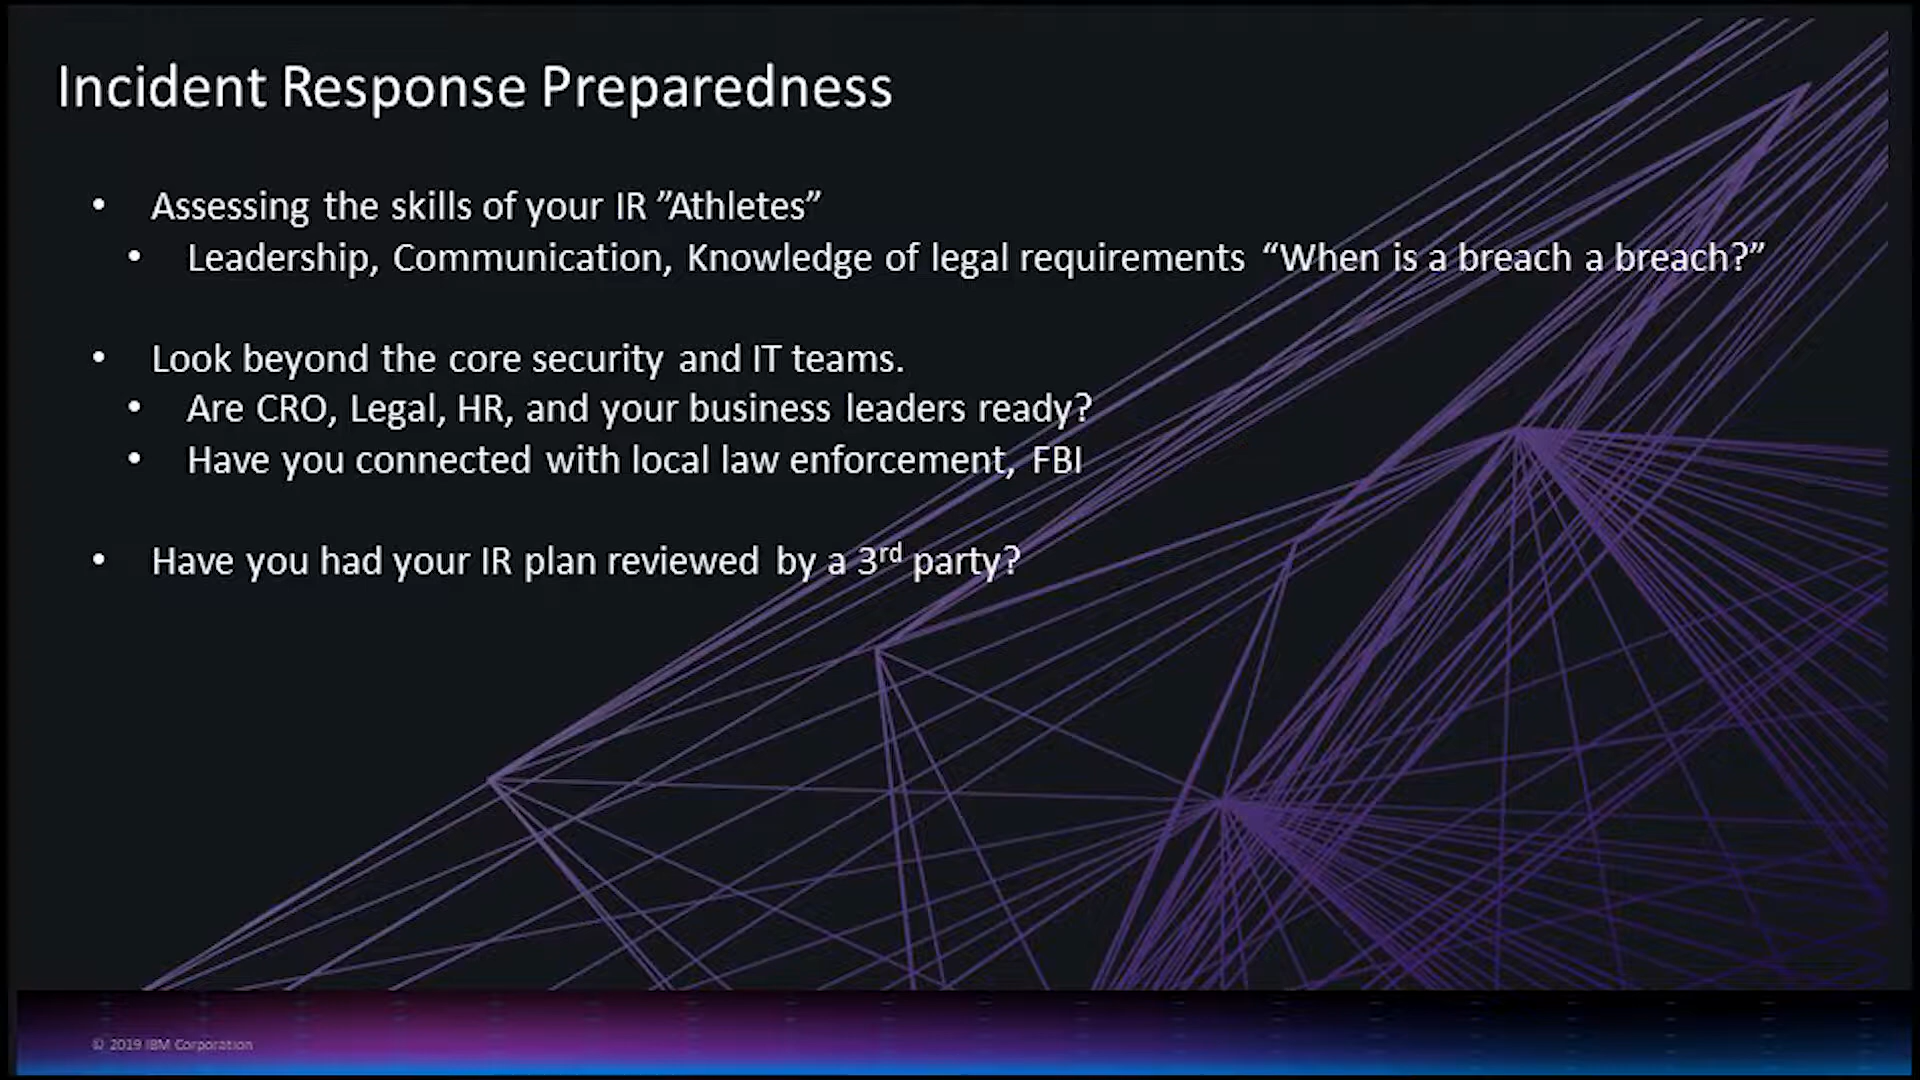 Incident Response Preparedness
• Assessing the skills of your IR ”Athletes”
• Leadership, Communication, Knowledge of legal requirements “When is a breach a breach?”
• Look beyond the core security and IT teams.
• Are CRO, Legal, HR, and your business leaders ready?
• Have you connected with local law enforcement, FBI
• Have you had your IR plan reviewed by a 3rd party?
© 2019 IBM Corporation